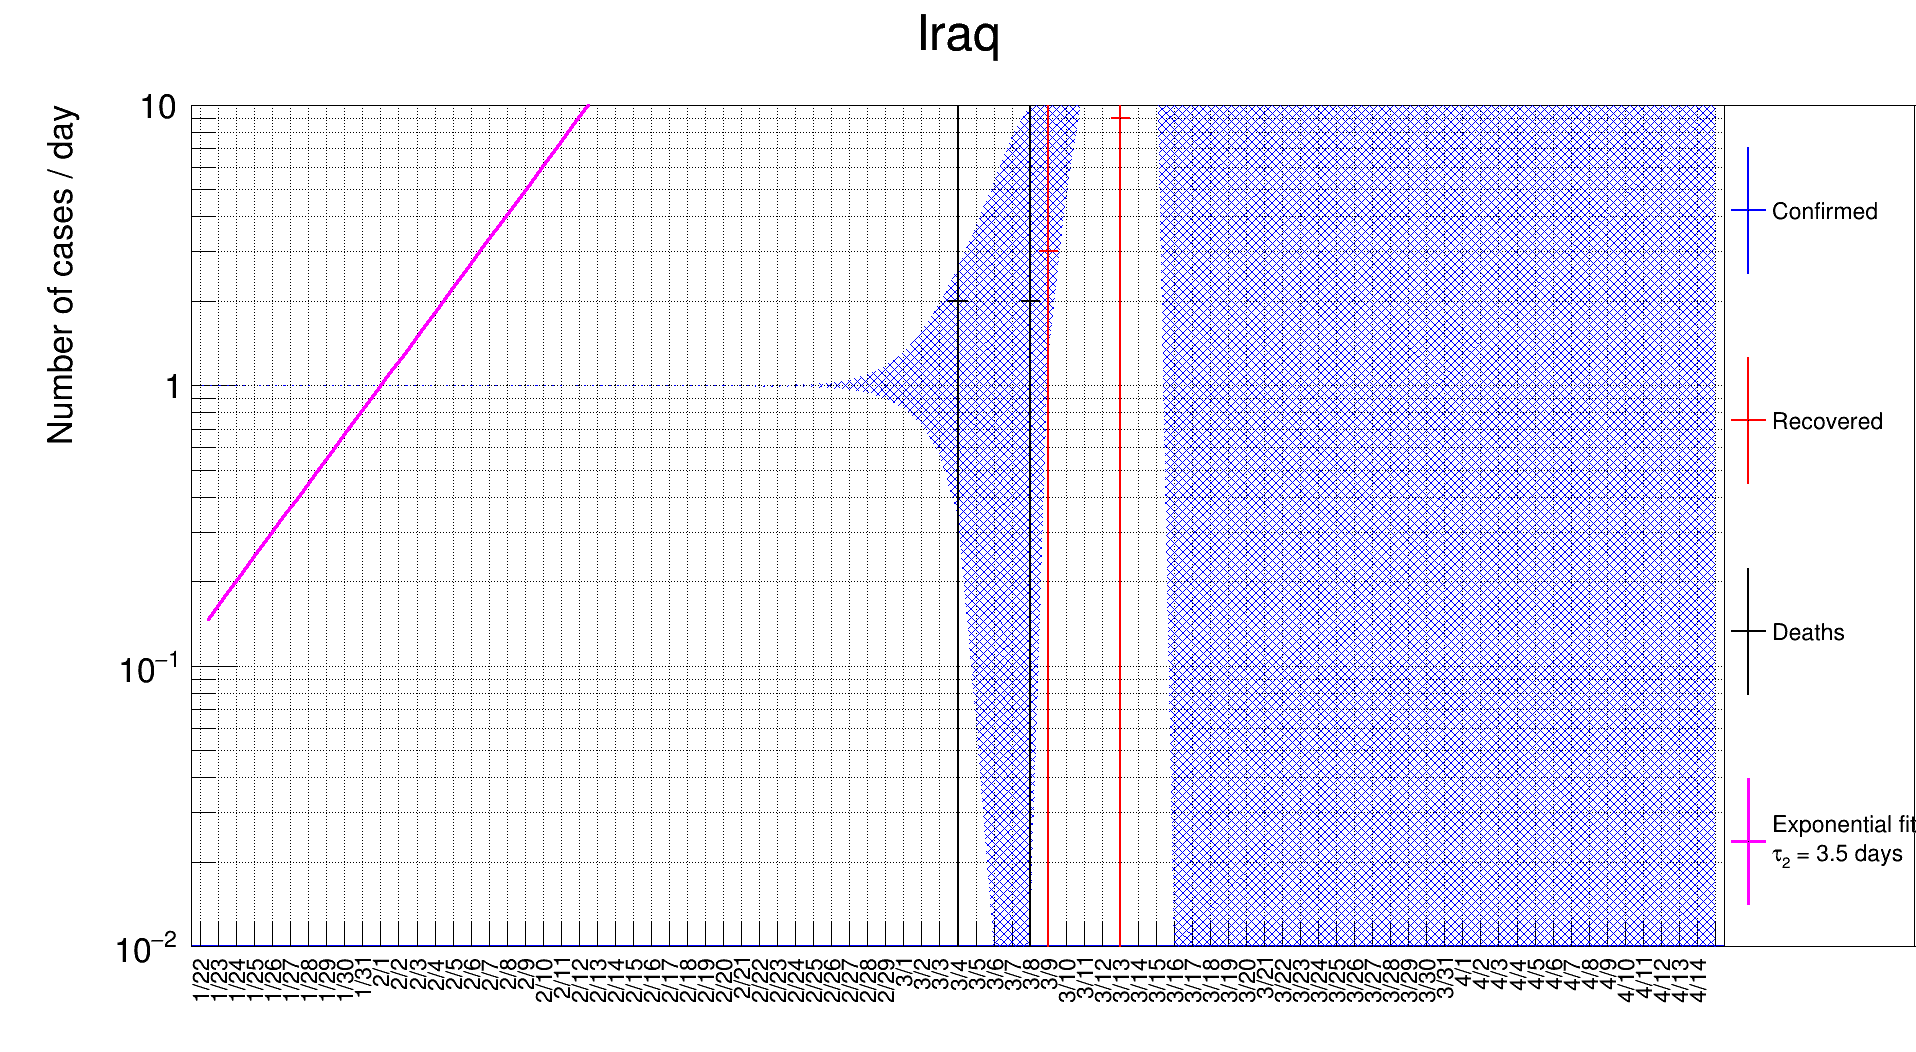 Iraq
Number of cases / day
10
1
10⁻¹
10⁻²
1/22 1/23 1/24 1/25 1/26 1/27 1/28 1/29 1/30 1/31 2/1 2/2 2/3 2/4 2/5 2/6 2/7 2/8 2/9 2/10 2/11 2/12 2/13 2/14 2/15 2/16 2/17 2/18 2/19 2/20 2/21 2/22 2/23 2/24 2/25 2/26 2/27 2/28 2/29 3/1 3/2 3/3 3/4 3/5 3/6 3/7 3/8 3/9 3/10 3/11 3/12 3/13 3/14 3/15 3/16 3/17 3/18 3/19 3/20 3/21 3/22 3/23 3/24 3/25 3/26 3/27 3/28 3/29 3/30 3/31 4/1 4/2 4/3 4/4 4/5 4/6 4/7 4/8 4/9 4/10 4/11 4/12 4/13 4/14
Confirmed
Recovered
Deaths
Exponential fit
τ₂ = 3.5 days